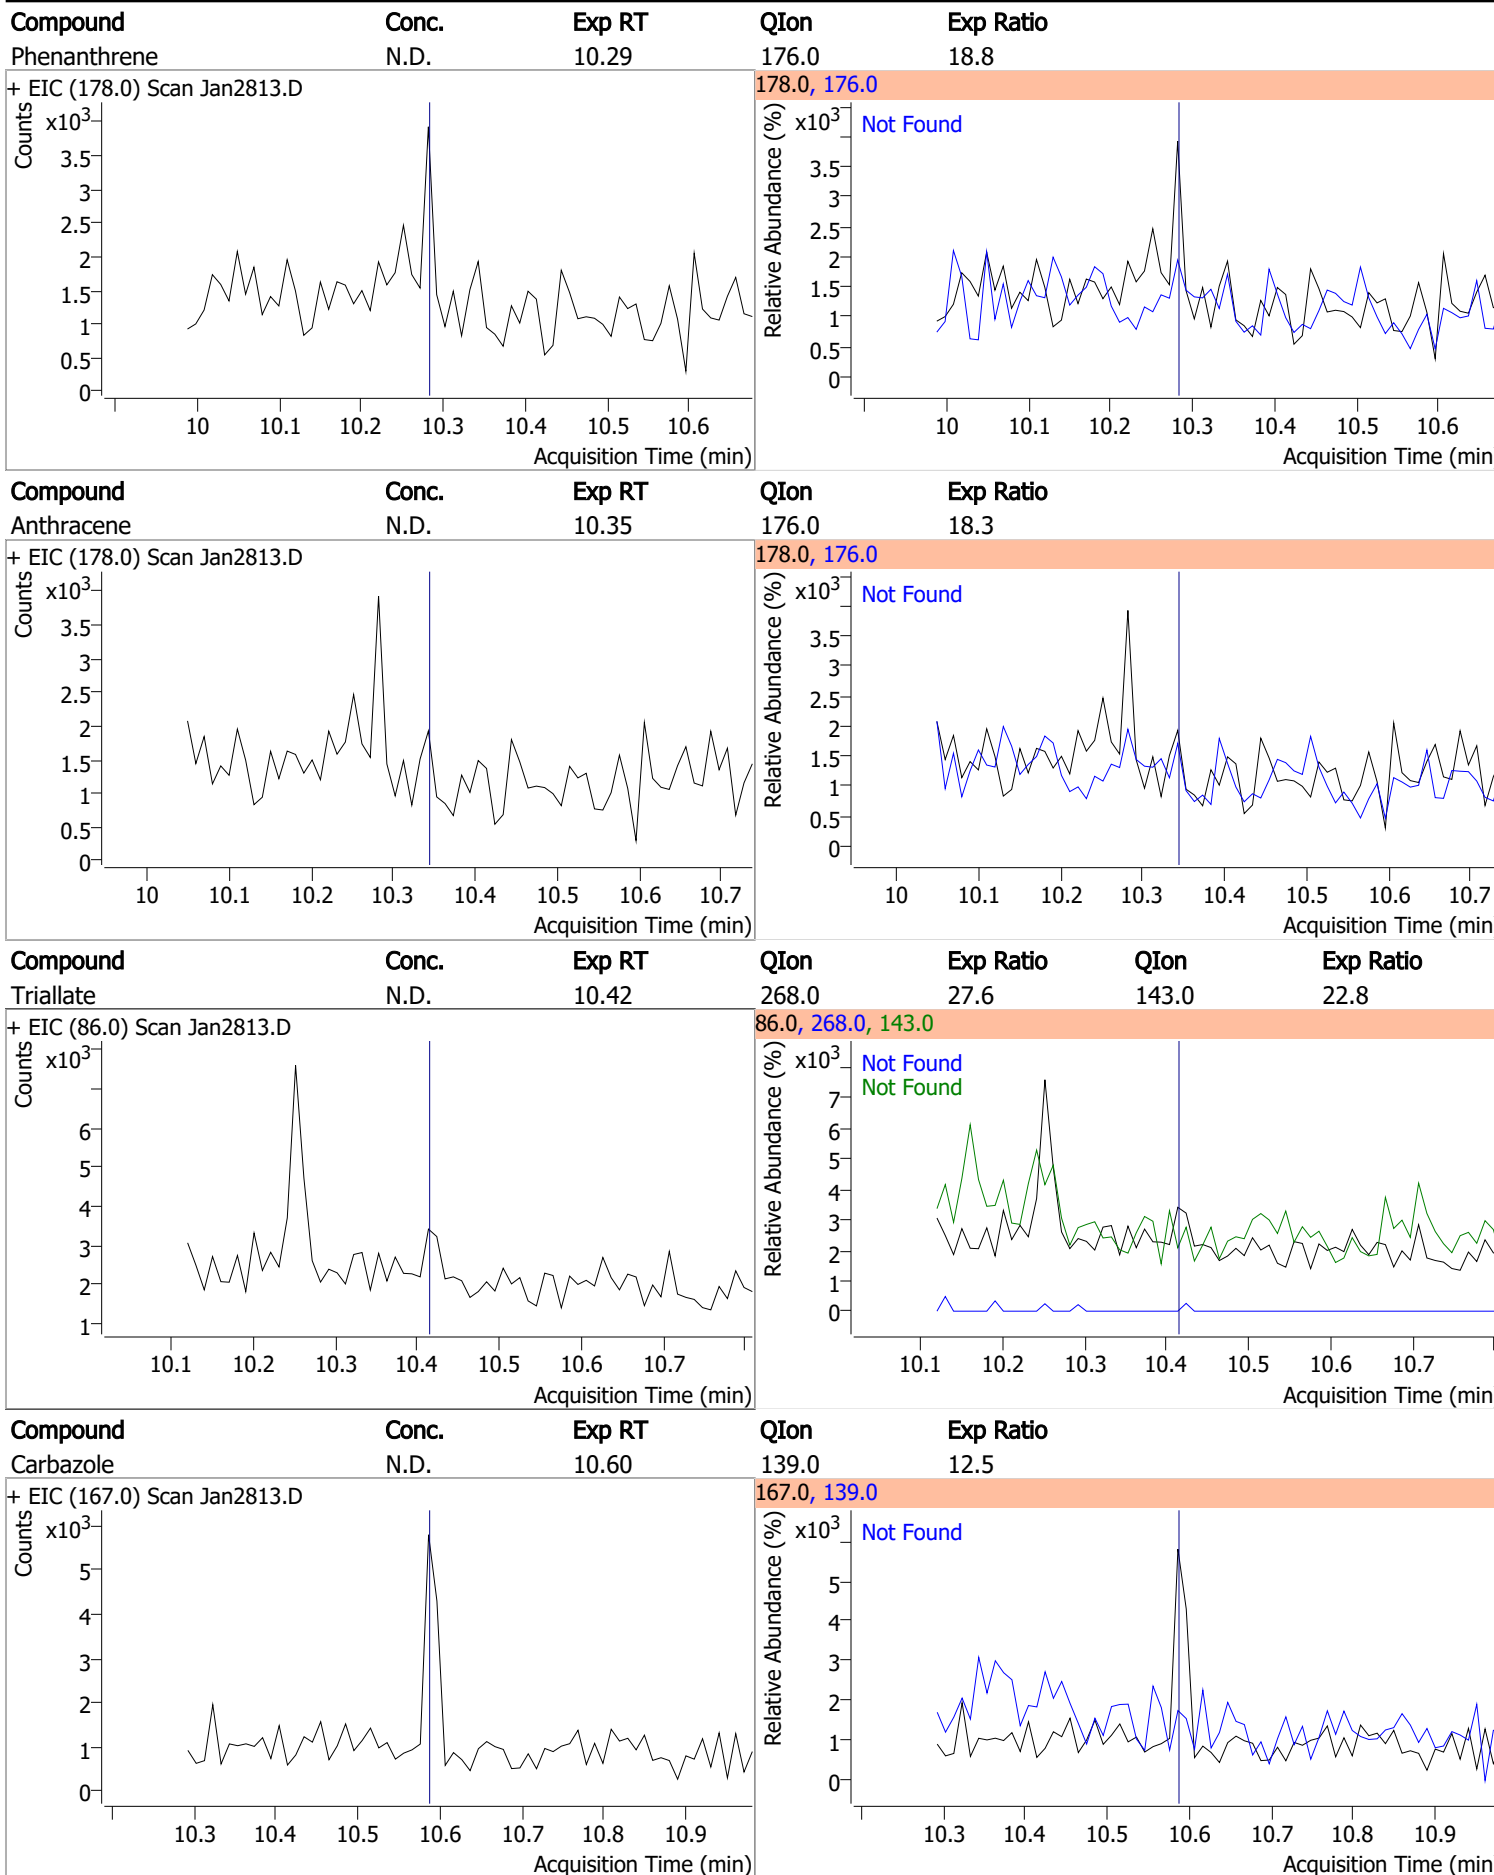 Compound Conc. Exp RT QIon Exp Ratio
Phenanthrene N.D. 10.29 176.0 18.8
+ EIC (178.0) Scan Jan2813.D 178.0, 176.0
Counts x10³ 3.5 3 2.5 2 1.5 1 0.5 0
10 10.1 10.2 10.3 10.4 10.5 10.6
Acquisition Time (min)
Relative Abundance (%) x10³ Not Found 3.5 3 2.5 2 1.5 1 0.5 0
10 10.1 10.2 10.3 10.4 10.5 10.6
Acquisition Time (min
Compound Conc. Exp RT QIon Exp Ratio
Anthracene N.D. 10.35 176.0 18.3
+ EIC (178.0) Scan Jan2813.D 178.0, 176.0
Counts x10³ 3.5 3 2.5 2 1.5 1 0.5 0
10 10.1 10.2 10.3 10.4 10.5 10.6 10.7
Acquisition Time (min)
Relative Abundance (%) x10³ Not Found 3.5 3 2.5 2 1.5 1 0.5 0
10 10.1 10.2 10.3 10.4 10.5 10.6 10.7
Acquisition Time (min
Compound Conc. Exp RT QIon Exp Ratio QIon Exp Ratio
Triallate N.D. 10.42 268.0 27.6 143.0 22.8
+ EIC (86.0) Scan Jan2813.D 86.0, 268.0, 143.0
Counts x10³ 6 5 4 3 2 1
10.1 10.2 10.3 10.4 10.5 10.6 10.7
Acquisition Time (min)
Relative Abundance (%) x10³ Not Found
Not Found
7 6 5 4 3 2 1 0
10.1 10.2 10.3 10.4 10.5 10.6 10.7
Acquisition Time (min
Compound Conc. Exp RT QIon Exp Ratio
Carbazole N.D. 10.60 139.0 12.5
+ EIC (167.0) Scan Jan2813.D 167.0, 139.0
Counts x10³ 5 4 3 2 1 0
10.3 10.4 10.5 10.6 10.7 10.8 10.9
Acquisition Time (min)
Relative Abundance (%) x10³ Not Found 5 4 3 2 1 0
10.3 10.4 10.5 10.6 10.7 10.8 10.9
Acquisition Time (min